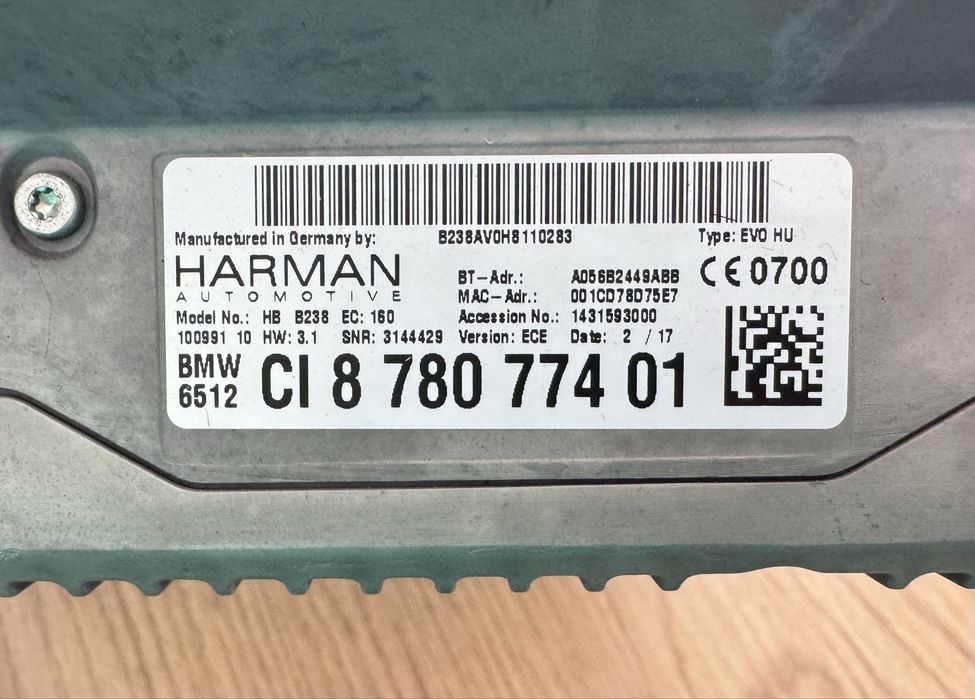 Manufactured in Germany by: B238AV0H8110283 Type: EVO HU
HARMAN
AUTOMOTIVE
BT-Adr.: A056B2449ABB
CE 0700
MAC-Adr.: 001CD78D75E7
Model No.: HB B238 EC: 160 Accession No.: 1431593000
100991 10 HW: 3.1 SNR: 3144429 Version: ECE Date: 2 / 17
BMW
6512
CI 8 780 774 01